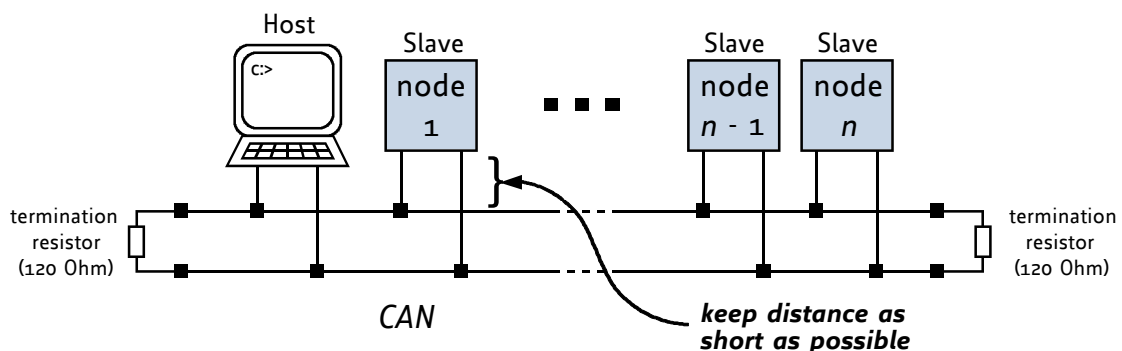 Host
C:>
Slave
node
1
Slave
node
n - 1
Slave
node
n
termination
resistor
(120 Ohm)
termination
resistor
(120 Ohm)
CAN
keep distance as
short as possible